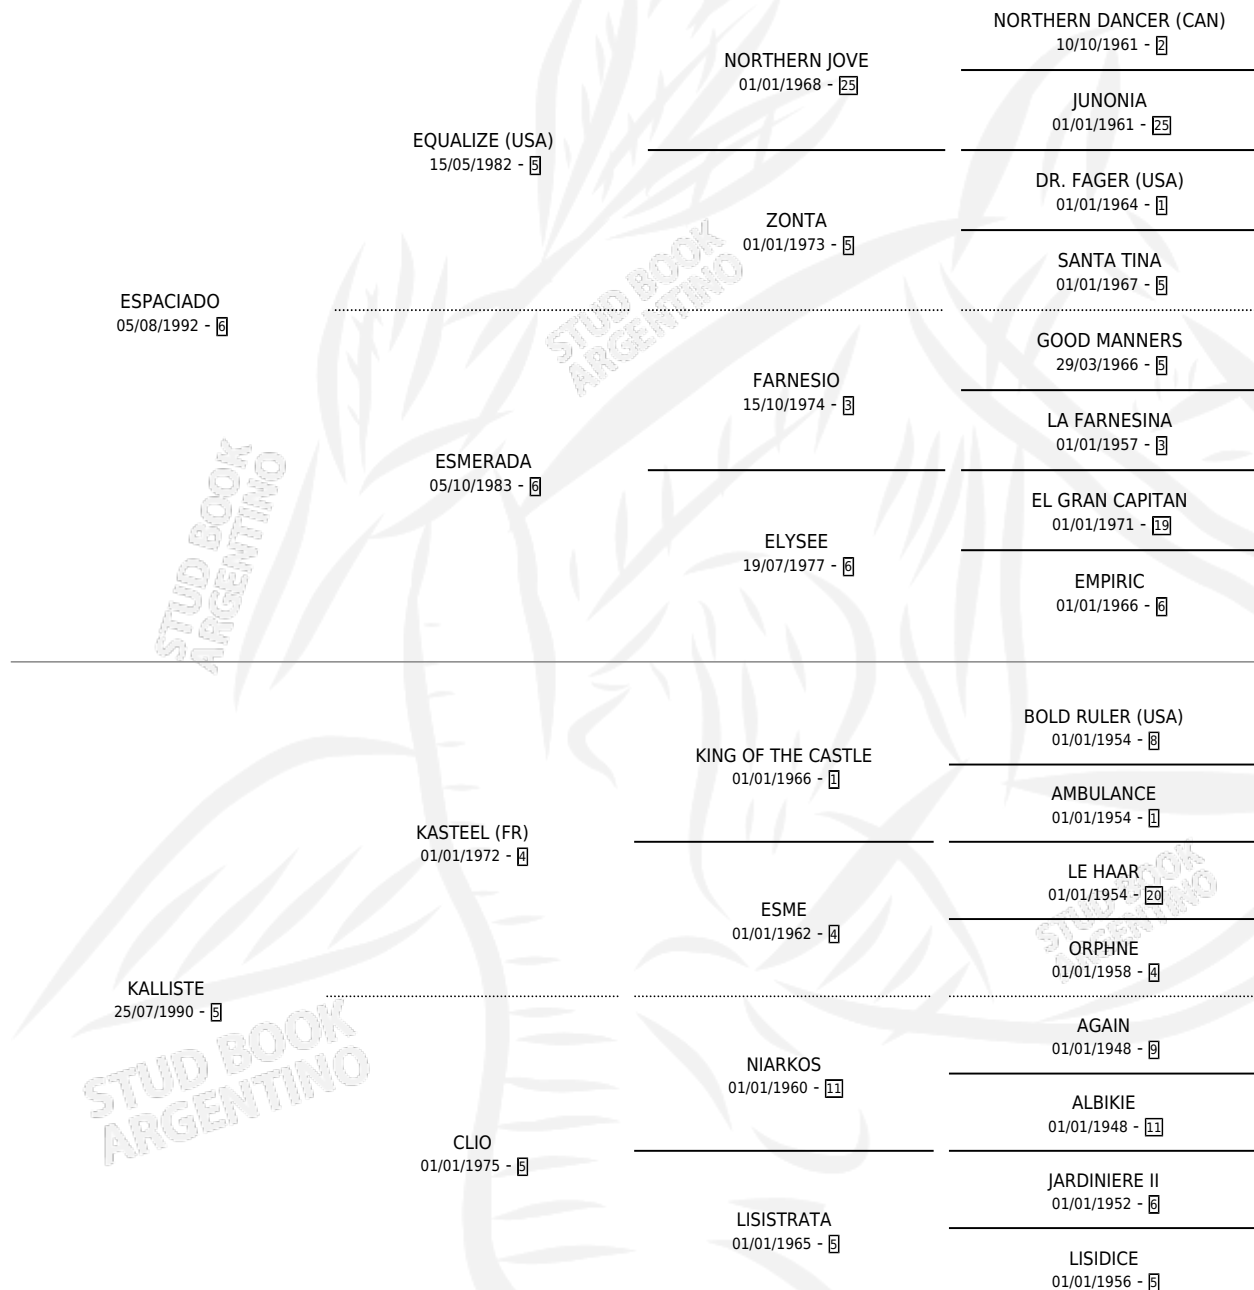 NORTHERN DANCER (CAN)
10/10/1961 - 2
NORTHERN JOVE
01/01/1968 - 25
JUNONIA
01/01/1961 - 25
EQUALIZE (USA)
15/05/1982 - 5
DR. FAGER (USA)
01/01/1964 - 1
ZONTA
01/01/1973 - 5
SANTA TINA
01/01/1967 - 5
ESPACIADO
05/08/1992 - 6
STUD BOOK
ARGENTINO
GOOD MANNERS
29/03/1966 - 5
FARNESIO
15/10/1974 - 3
LA FARNESINA
01/01/1957 - 3
ESMERADA
05/10/1983 - 6
EL GRAN CAPITAN
01/01/1971 - 19
ELYSEE
19/07/1977 - 6
EMPIRIC
01/01/1966 - 6
STUD BOOK
ARGENTINO
BOLD RULER (USA)
01/01/1954 - 8
KING OF THE CASTLE
01/01/1966 - 1
AMBULANCE
01/01/1954 - 1
KASTEEL (FR)
01/01/1972 - 4
LE HAAR
01/01/1954 - 20
ESME
01/01/1962 - 4
STUD BOOK
ARGENTINO
ORPHNE
01/01/1958 - 4
KALLISTE
25/07/1990 - 5
AGAIN
01/01/1948 - 9
NIARKOS
01/01/1960 - 11
STUD BOOK
ARGENTINO
ALBIKIE
01/01/1948 - 11
CLIO
01/01/1975 - 5
JARDINIERE II
01/01/1952 - 6
LISISTRATA
01/01/1965 - 5
LISIDICE
01/01/1956 - 5